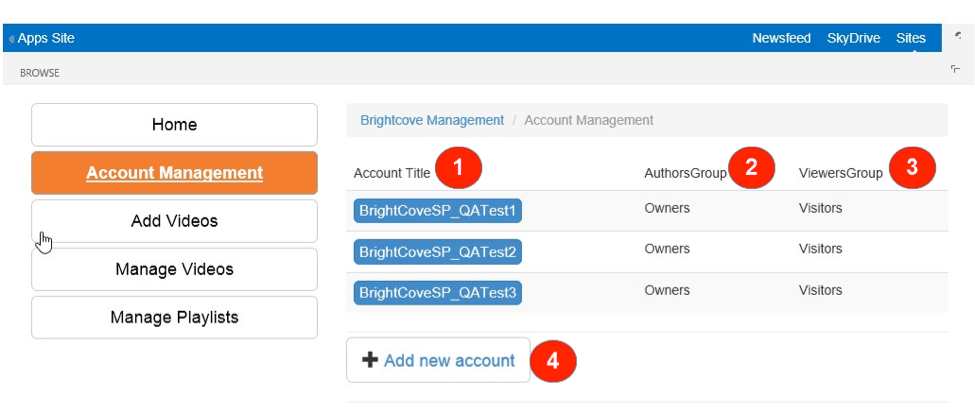 Apps Site
Newsfeed SkyDrive Sites
BROWSE
Home
Account Management
Add Videos
Manage Videos
Manage Playlists
Brightcove Management / Account Management
Account Title 1 AuthorsGroup 2 ViewersGroup 3
BrightCoveSP_QATest1 Owners Visitors
BrightCoveSP_QATest2 Owners Visitors
BrightCoveSP_QATest3 Owners Visitors
Add new account 4